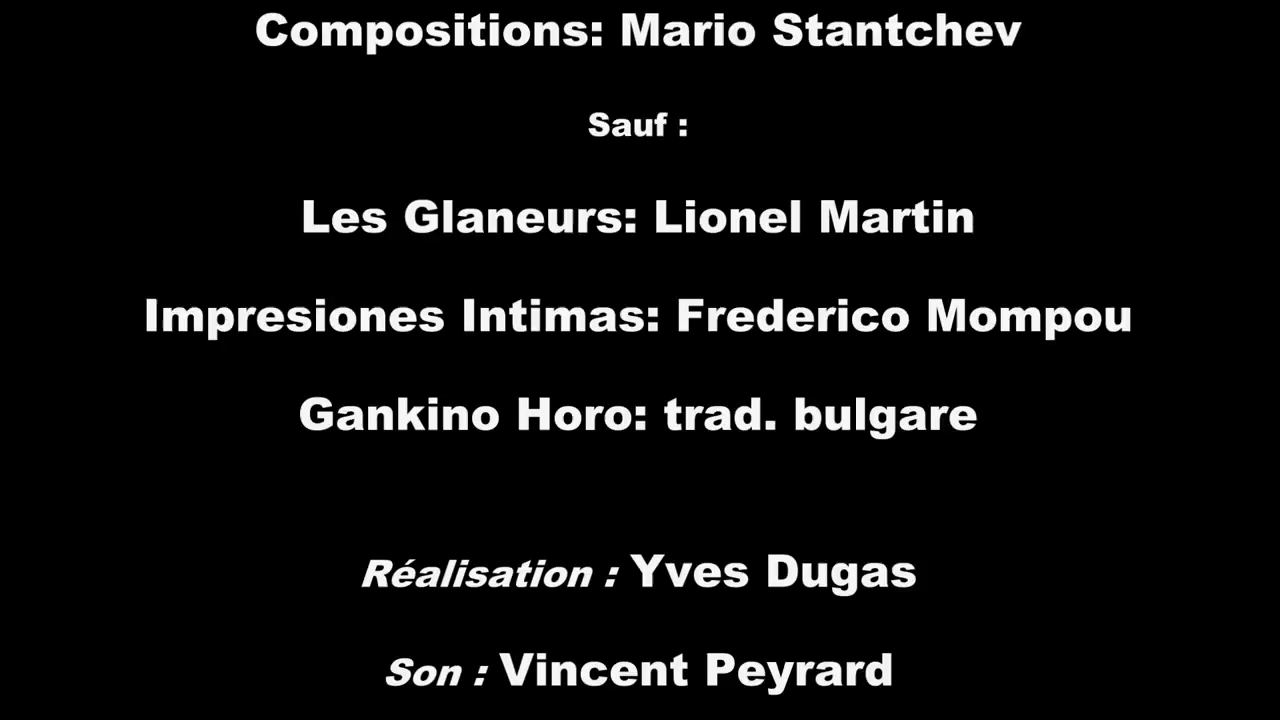 Compositions: Mario Stantchev
Sauf :
Les Glaneurs: Lionel Martin
Impresiones Intimas: Frederico Mompou
Gankino Horo: trad. bulgare
Réalisation : Yves Dugas
Son : Vincent Peyrard